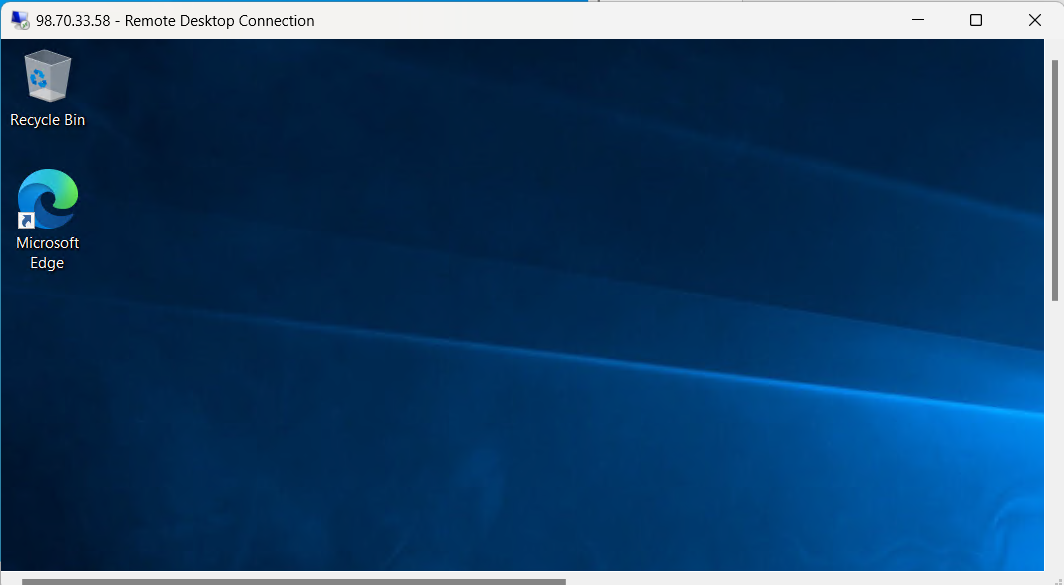 98.70.33.58 - Remote Desktop Connection
Recycle Bin
Microsoft
Edge